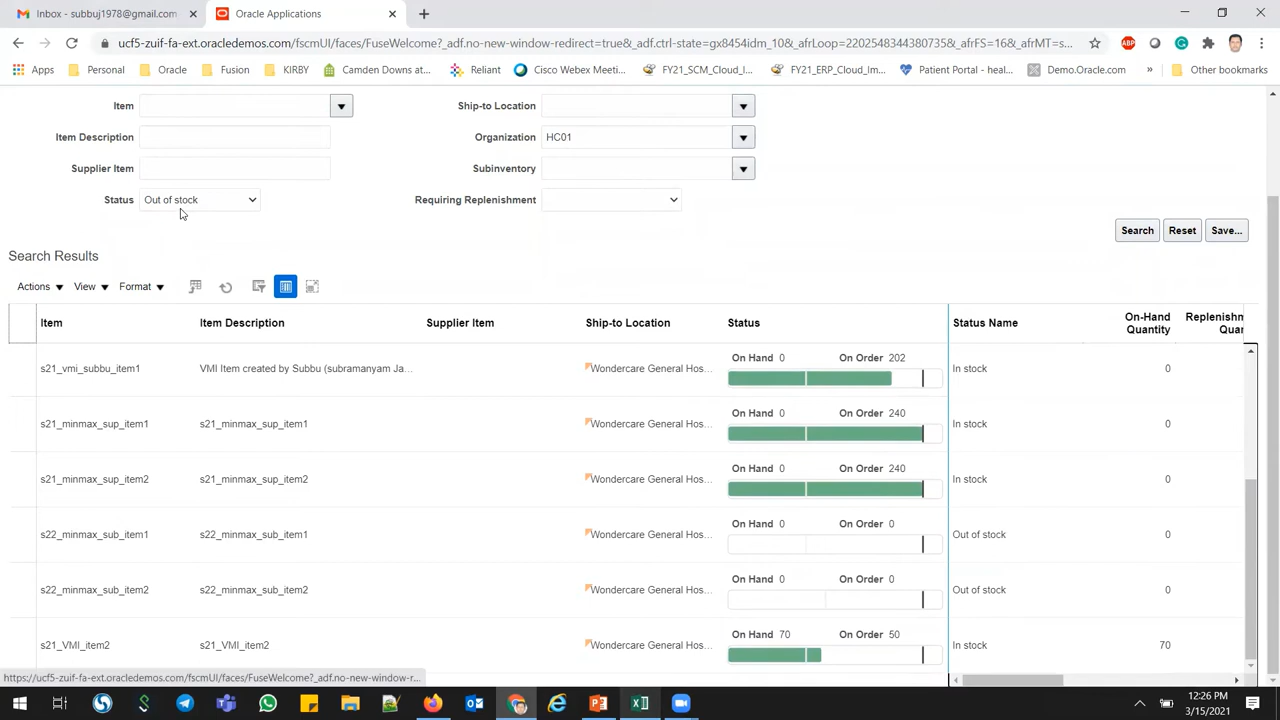 Inbox - subbuj1978@gmail.com
Oracle Applications
ucf5-zuif-fa-ext.oracledemos.com/fscmUI/faces/FuseWelcome?_adf.no-new-window-redirect=true&_adf.ctrl-state=gx8454idm_10&_afrLoop=2202548344380735&_afrFS=16&_afrMT=s...
ABP
Apps Personal Oracle Fusion KIRBY Camden Downs at... Reliant Cisco Webex Meeti... FY21_SCM_Cloud_I... FY21_ERP_Cloud_Im... Patient Portal - heal... Demo.Oracle.com » Other bookmarks
Item Ship-to Location
Item Description Organization HC01
Supplier Item Subinventory
Status Out of stock Requiring Replenishment
Search Reset Save...
Search Results
Actions View Format
Item Item Description Supplier Item Ship-to Location Status Status Name On-Hand Quantity Replenishm Quar
On Hand 0 On Order 202
s21_vmi_subbu_item1 VMI Item created by Subbu (subramanyam Ja... Wondercare General Hos... In stock 0
On Hand 0 On Order 240
s21_minmax_sup_item1 s21_minmax_sup_item1 Wondercare General Hos... In stock 0
On Hand 0 On Order 240
s21_minmax_sup_item2 s21_minmax_sup_item2 Wondercare General Hos... In stock 0
On Hand 0 On Order 0
s22_minmax_sub_item1 s22_minmax_sub_item1 Wondercare General Hos... Out of stock 0
On Hand 0 On Order 0
s22_minmax_sub_item2 s22_minmax_sub_item2 Wondercare General Hos... Out of stock 0
On Hand 70 On Order 50
s21_VMI_item2 s21_VMI_item2 Wondercare General Hos... In stock 70
https://ucf5-zuif-fa-ext.oracledemos.com/fscmUI/faces/FuseWelcome?_adf.no-new-window-r...
12:26 PM
3/15/2021